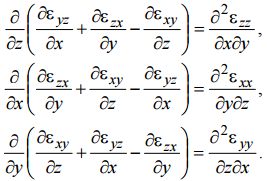 ∂/∂z (∂ε_yz/∂x + ∂ε_zx/∂y − ∂ε_xy/∂z) = ∂²ε_zz/∂x∂y,
∂/∂x (∂ε_zx/∂y + ∂ε_xy/∂z − ∂ε_yz/∂x) = ∂²ε_xx/∂y∂z,
∂/∂y (∂ε_xy/∂z + ∂ε_yz/∂x − ∂ε_zx/∂y) = ∂²ε_yy/∂z∂x.